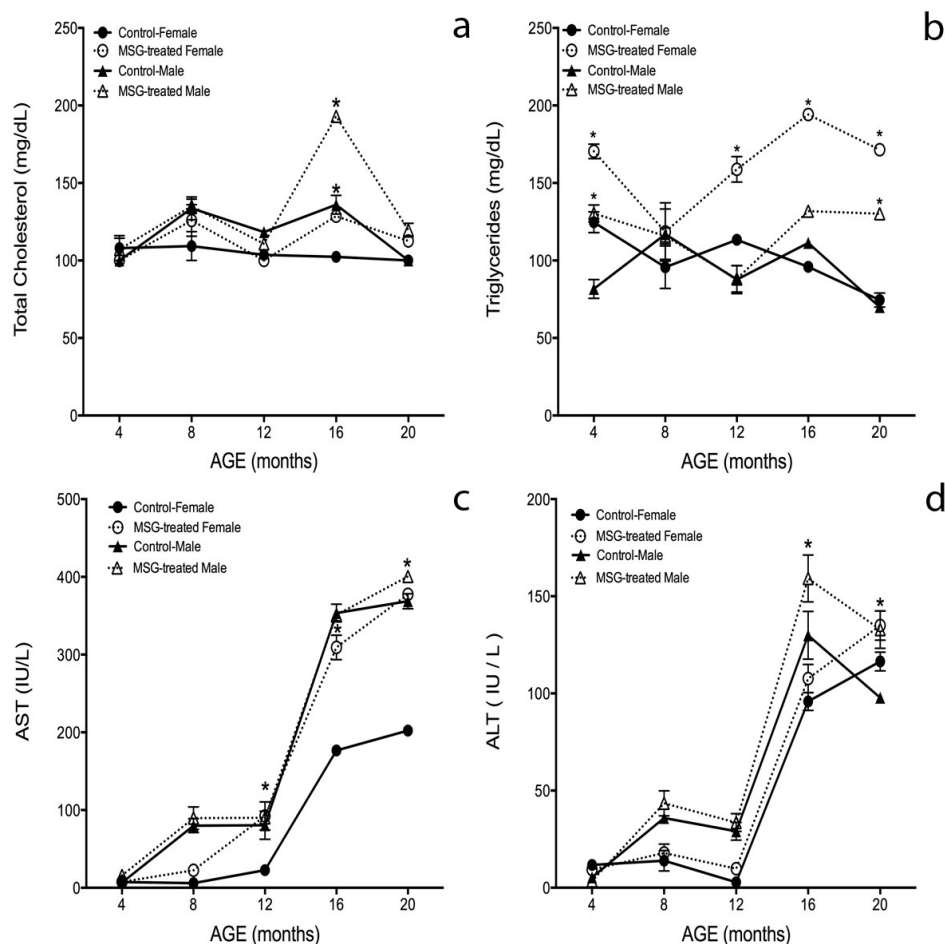 a
Control-Female
MSG-treated Female
Control-Male
MSG-treated Male
Total Cholesterol (mg/dL)
250
200
150
100
50
0
* *
4 8 12 16 20
AGE (months)
b
Control-Female
MSG-treated Female
Control-Male
MSG-treated Male
Triglycerides (mg/dL)
250
200
150
100
50
0
* * * * * *
4 8 12 16 20
AGE (months)
c
Control-Female
MSG-treated Female
Control-Male
MSG-treated Male
AST (IU/L)
500
400
300
200
100
0
* * *
4 8 12 16 20
AGE (months)
d
Control-Female
MSG-treated Female
Control-Male
MSG-treated Male
ALT ( IU / L )
200
150
100
50
0
* *
4 8 12 16 20
AGE (months)